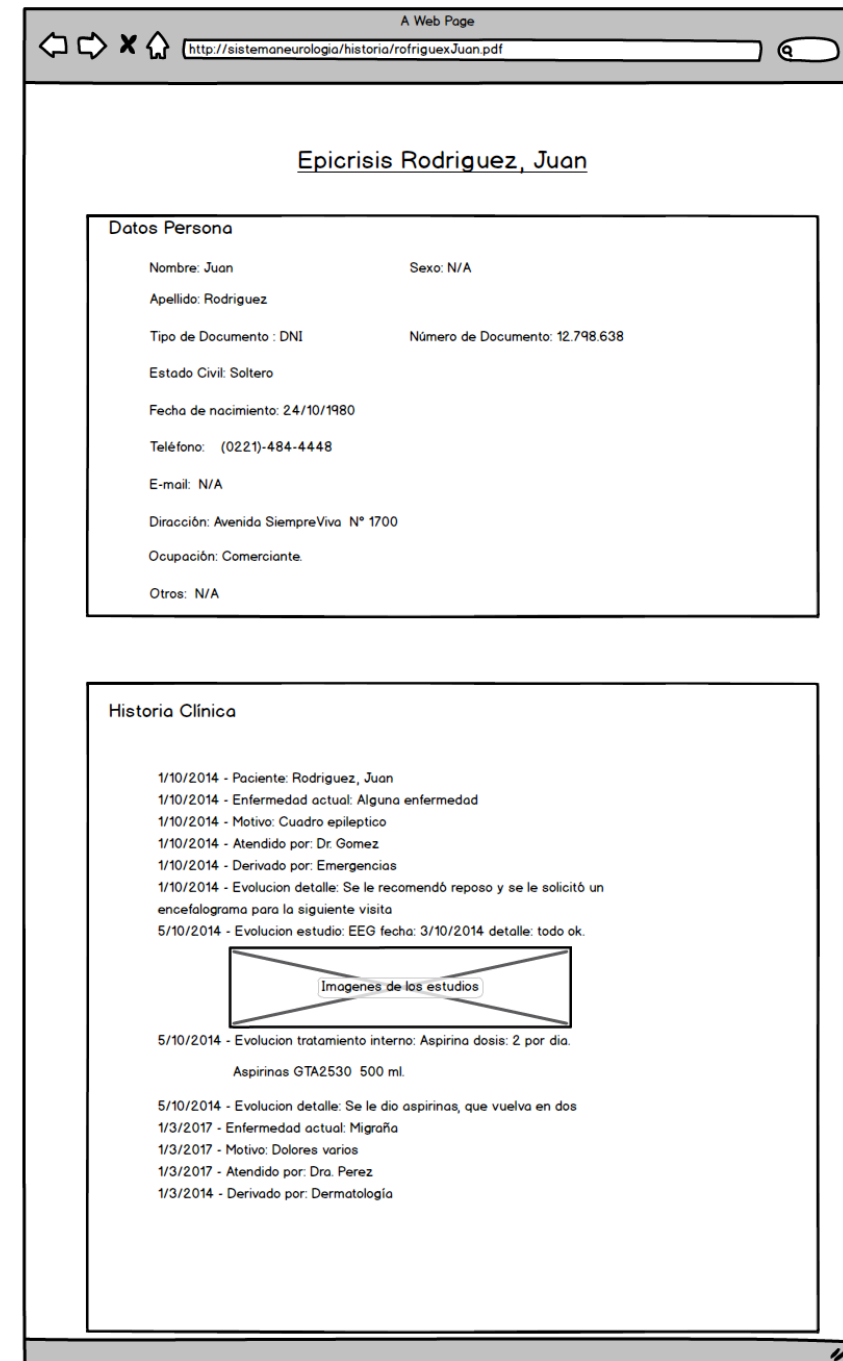 A Web Page
http://sistemaneurologia/historia/rofriguexJuan.pdf
Epicrisis Rodriguez, Juan
Datos Persona
Nombre: Juan Sexo: N/A
Apellido: Rodriguez
Tipo de Documento : DNI Número de Documento: 12.798.638
Estado Civil: Soltero
Fecha de nacimiento: 24/10/1980
Teléfono: (0221)-484-4448
E-mail: N/A
Diracción: Avenida SiempreViva N° 1700
Ocupación: Comerciante.
Otros: N/A
Historia Clínica
1/10/2014 - Paciente: Rodriguez, Juan
1/10/2014 - Enfermedad actual: Alguna enfermedad
1/10/2014 - Motivo: Cuadro epileptico
1/10/2014 - Atendido por: Dr. Gomez
1/10/2014 - Derivado por: Emergencias
1/10/2014 - Evolucion detalle: Se le recomendó reposo y se le solicitó un
encefalograma para la siguiente visita
5/10/2014 - Evolucion estudio: EEG fecha: 3/10/2014 detalle: todo ok.
Imagenes de los estudios
5/10/2014 - Evolucion tratamiento interno: Aspirina dosis: 2 por dia.
Aspirinas GTA2530 500 ml.
5/10/2014 - Evolucion detalle: Se le dio aspirinas, que vuelva en dos
1/3/2017 - Enfermedad actual: Migraña
1/3/2017 - Motivo: Dolores varios
1/3/2017 - Atendido por: Dra. Perez
1/3/2014 - Derivado por: Dermatología